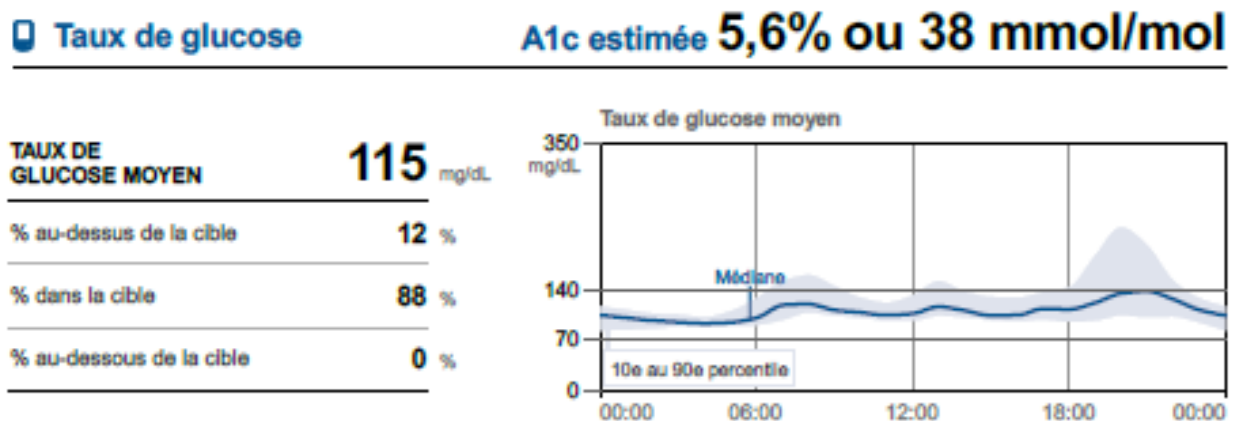 Taux de glucose
A1c estimée 5,6% ou 38 mmol/mol
TAUX DE
GLUCOSE MOYEN 115 mg/dL
% au-dessus de la cible 12 %
% dans la cible 88 %
% au-dessous de la cible 0 %
Taux de glucose moyen
350
mg/dL
Médiane
140
70
10e au 90e percentile
0
00:00 06:00 12:00 18:00 00:00